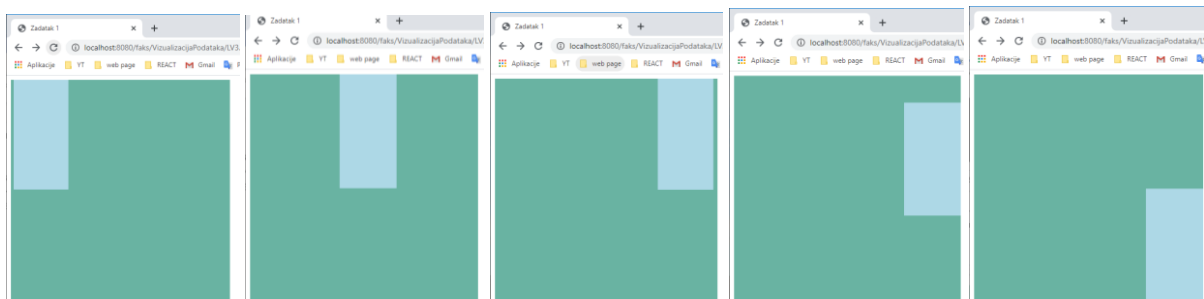 Zadatak 1
localhost:8080/faks/VizualizacijaPodataka/LV3.
Aplikacije YT web page REACT M Gmail
Zadatak 1
localhost:8080/faks/VizualizacijaPodataka/LV3
Aplikacije YT web page REACT M Gmail
Zadatak 1
localhost:8080/faks/VizualizacijaPodataka/
Aplikacije YT web page REACT M Gmail
Zadatak 1
localhost:8080/faks/VizualizacijaPodataka/
Aplikacije YT web page REACT M Gmail
Zadatak 1
localhost:8080/faks/VizualizacijaPodataka/
Aplikacije YT web page REACT M Gmail